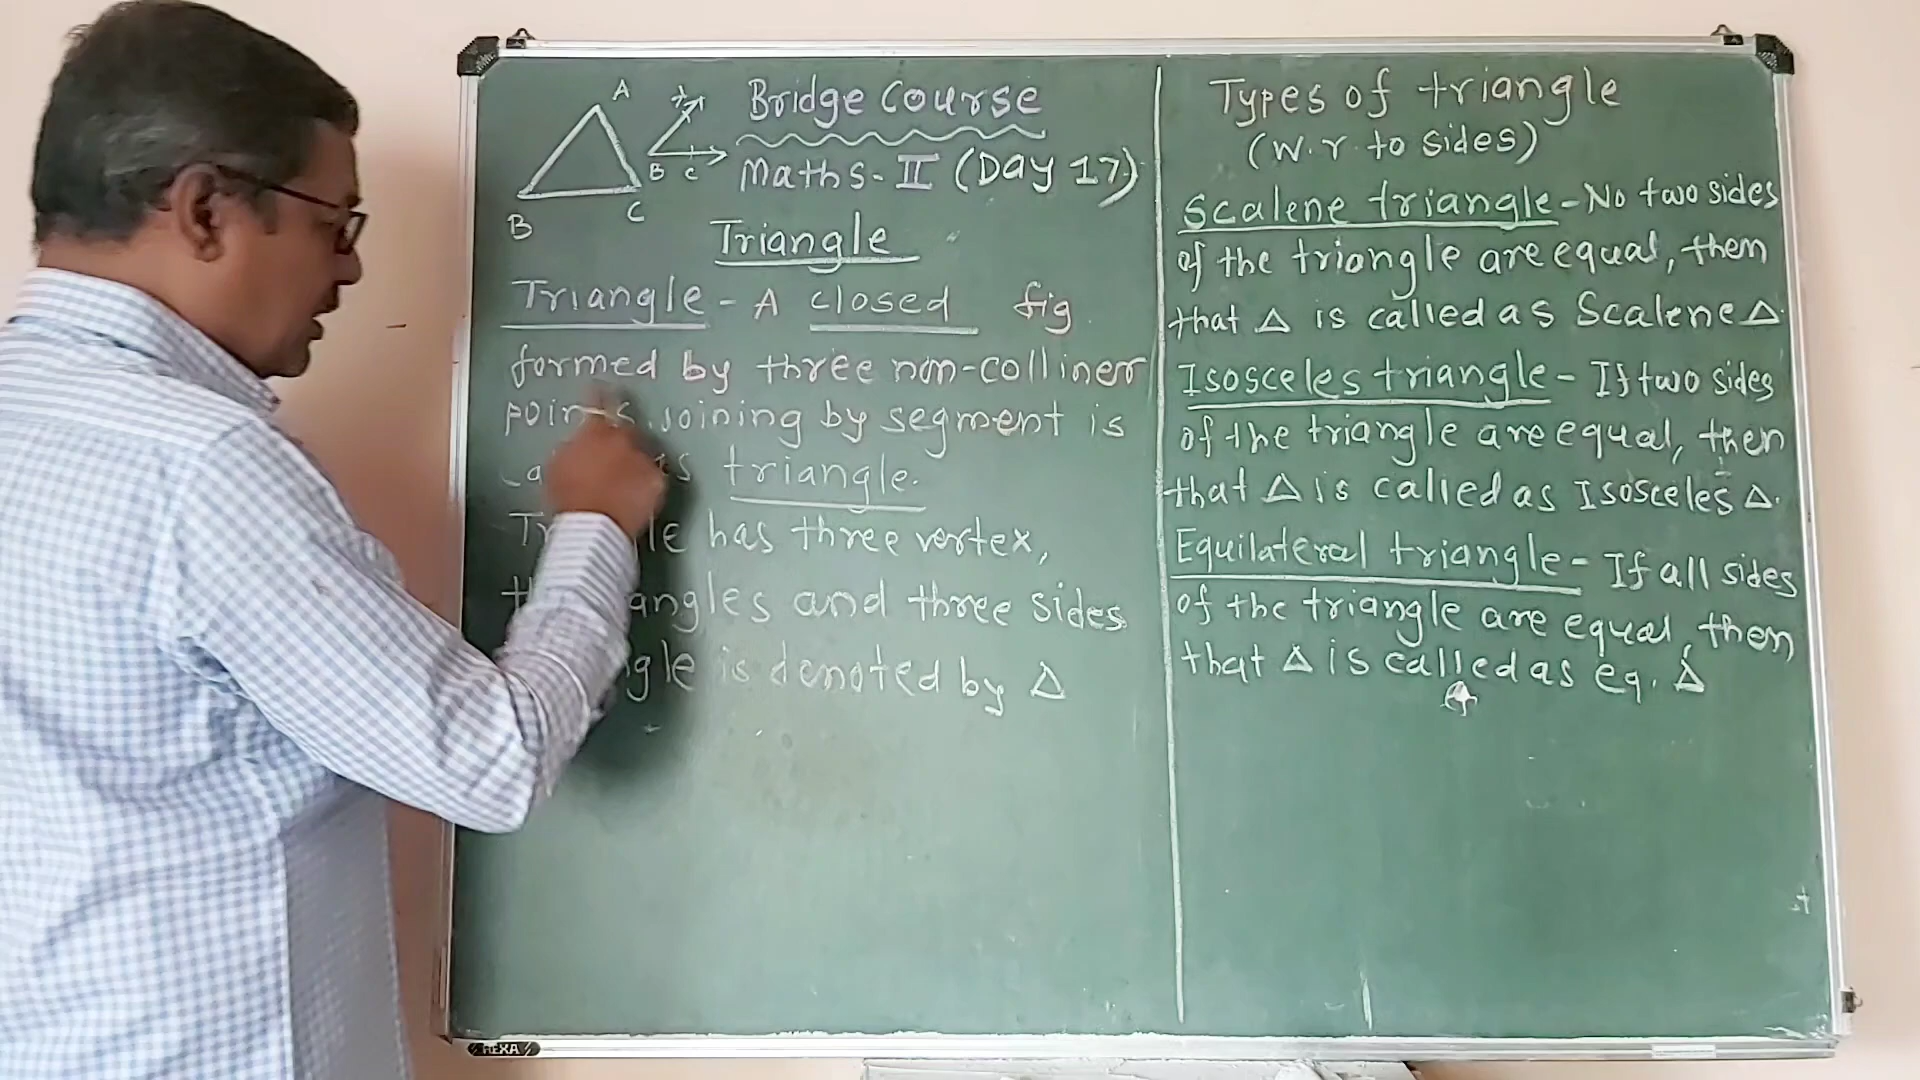 A
B
C
B C
Bridge Course
Maths-II (Day 17)
Triangle
Triangle - A closed fig
formed by three non-colliner
joining by segment is
triangle.
has three vertex,
angles and three sides
is denoted by Δ
Types of triangle
(W.r.to sides)
Scalene triangle - No two sides
of the triangle are equal, then
that Δ is called as Scalene Δ.
Isosceles triangle - If two sides
of the triangle are equal, then
that Δ is called as Isosceles Δ.
Equilateral triangle - If all sides
of the triangle are equal, then
that Δ is called as eq. Δ
HEXA